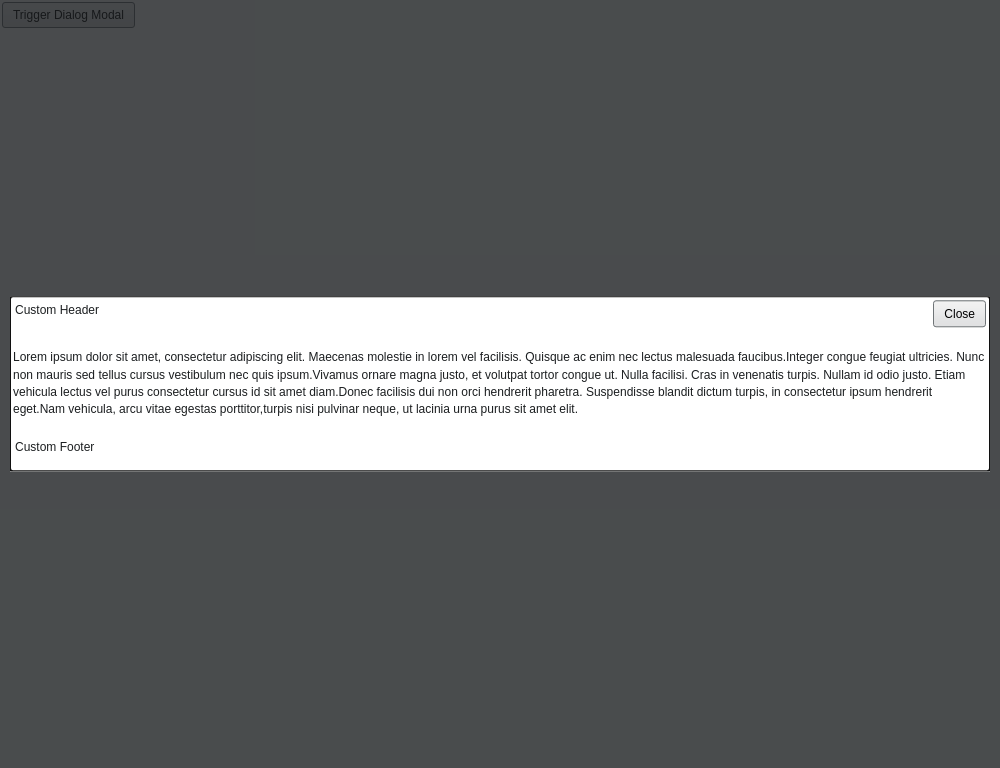 Trigger Dialog Modal
Custom Header
Close
Lorem ipsum dolor sit amet, consectetur adipiscing elit. Maecenas molestie in lorem vel facilisis. Quisque ac enim nec lectus malesuada faucibus.Integer congue feugiat ultricies. Nunc
non mauris sed tellus cursus vestibulum nec quis ipsum.Vivamus ornare magna justo, et volutpat tortor congue ut. Nulla facilisi. Cras in venenatis turpis. Nullam id odio justo. Etiam
vehicula lectus vel purus consectetur cursus id sit amet diam.Donec facilisis dui non orci hendrerit pharetra. Suspendisse blandit dictum turpis, in consectetur ipsum hendrerit
eget.Nam vehicula, arcu vitae egestas porttitor,turpis nisi pulvinar neque, ut lacinia urna purus sit amet elit.
Custom Footer